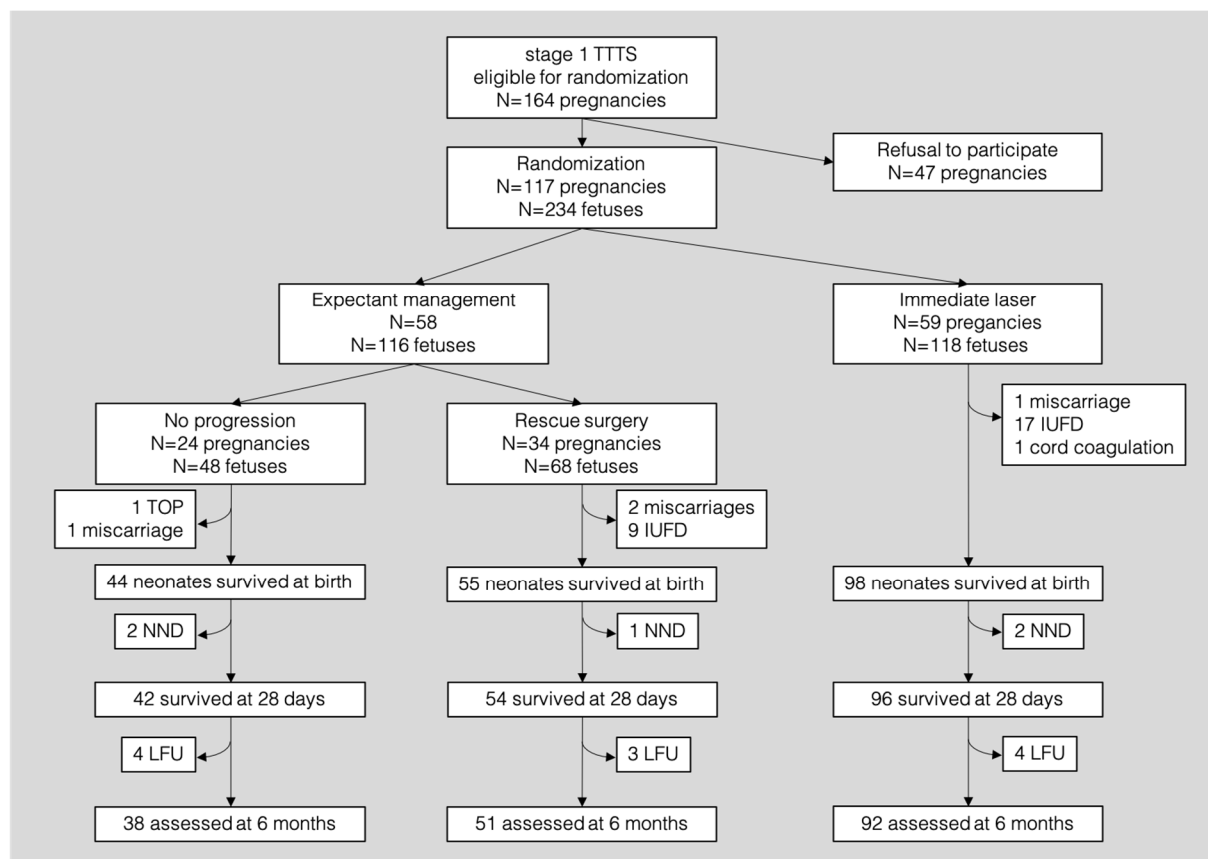 stage 1 TTTS
eligible for randomization
N=164 pregnancies
Refusal to participate
N=47 pregnancies
Randomization
N=117 pregnancies
N=234 fetuses
Expectant management
N=58
N=116 fetuses
Immediate laser
N=59 pregancies
N=118 fetuses
1 miscarriage
17 IUFD
1 cord coagulation
No progression
N=24 pregnancies
N=48 fetuses
Rescue surgery
N=34 pregnancies
N=68 fetuses
1 TOP
1 miscarriage
2 miscarriages
9 IUFD
44 neonates survived at birth
55 neonates survived at birth
98 neonates survived at birth
2 NND
1 NND
2 NND
42 survived at 28 days
54 survived at 28 days
96 survived at 28 days
4 LFU
3 LFU
4 LFU
38 assessed at 6 months
51 assessed at 6 months
92 assessed at 6 months